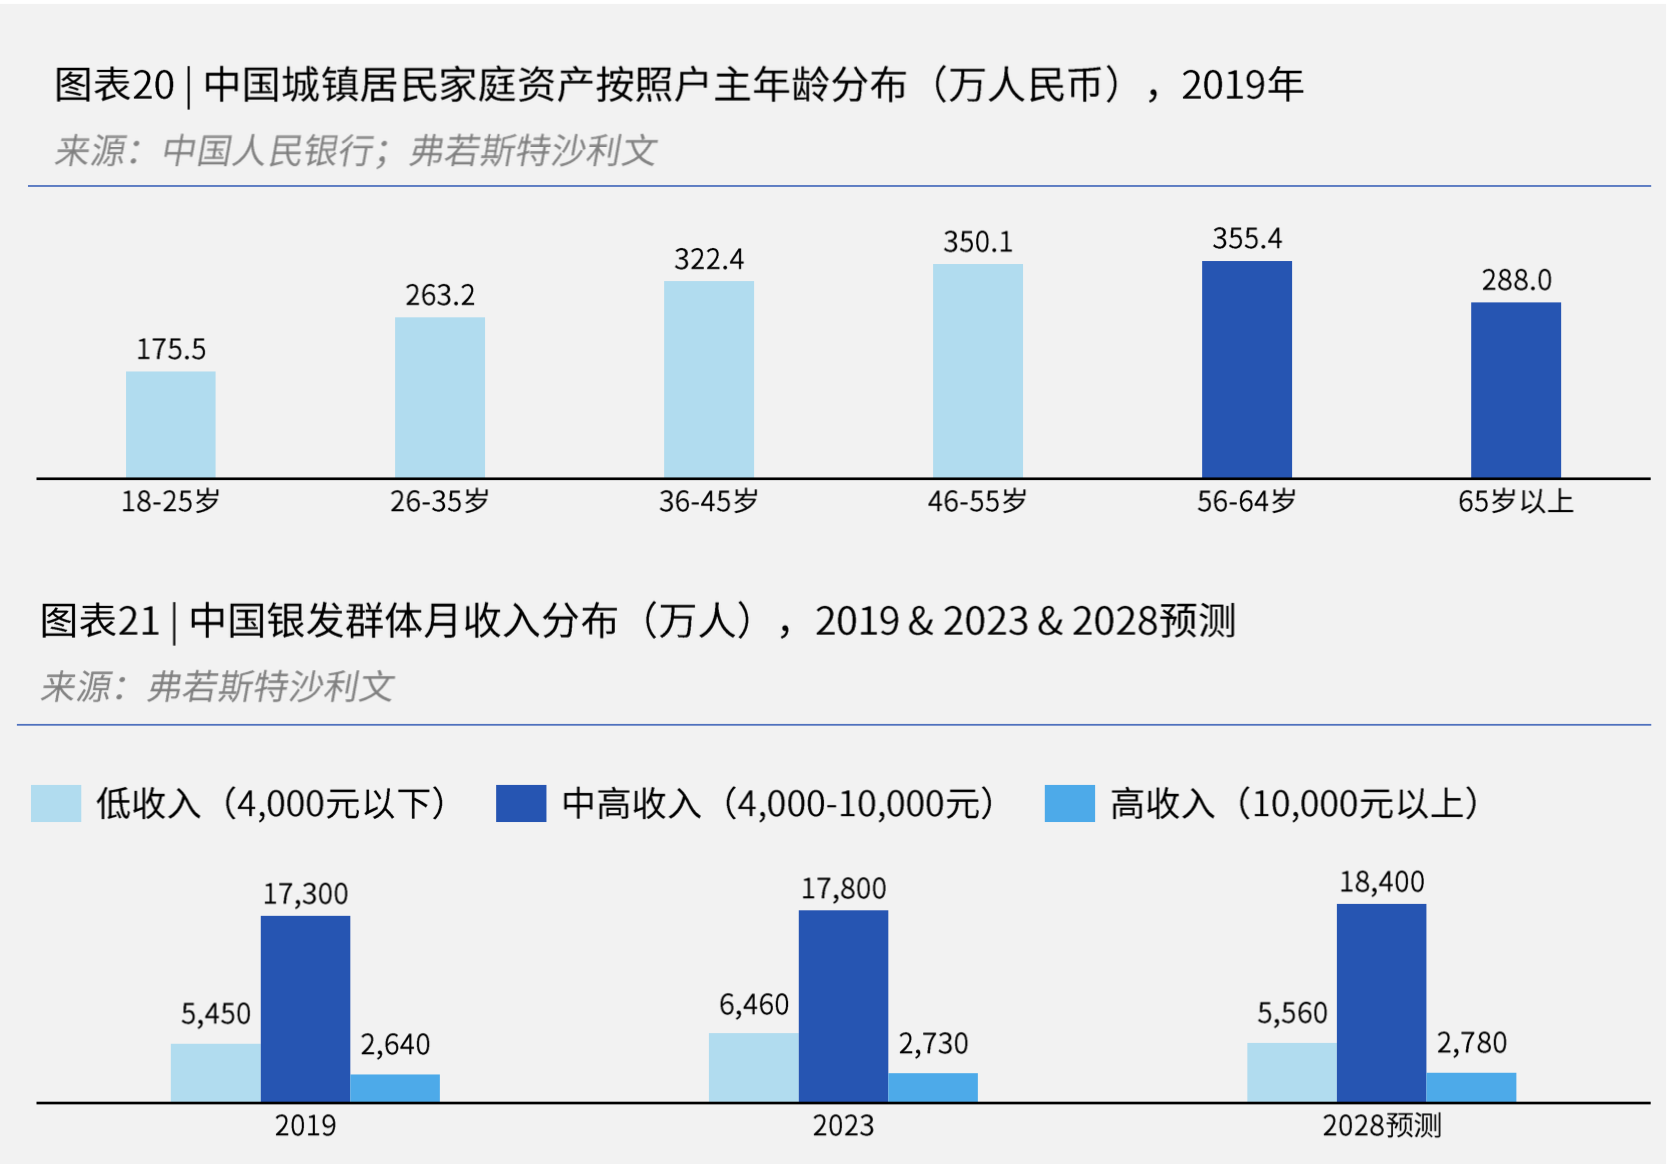 图表20 | 中国城镇居民家庭资产按照户主年龄分布（万人民币），2019年
来源：中国人民银行；弗若斯特沙利文
175.5
263.2
322.4
350.1
355.4
288.0
18-25岁
26-35岁
36-45岁
46-55岁
56-64岁
65岁以上
图表21 | 中国银发群体月收入分布（万人），2019 & 2023 & 2028预测
来源：弗若斯特沙利文
低收入（4,000元以下）
中高收入（4,000-10,000元）
高收入（10,000元以上）
5,450
17,300
2,640
6,460
17,800
2,730
5,560
18,400
2,780
2019
2023
2028预测